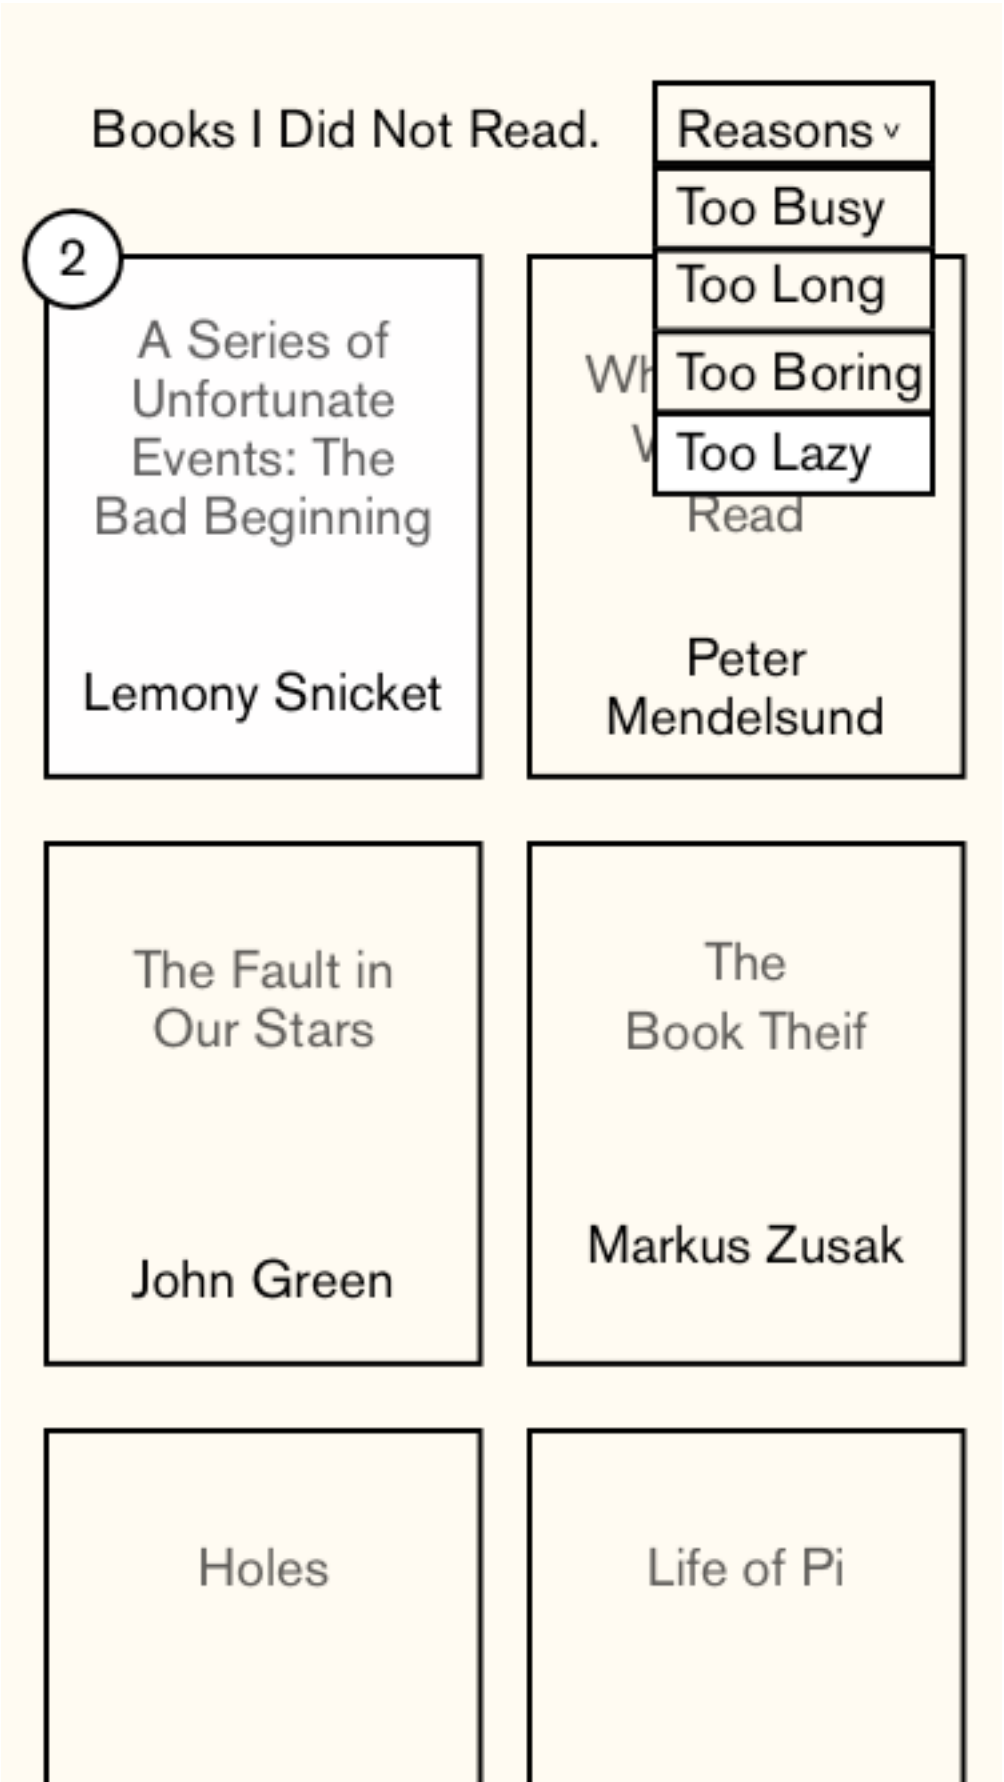 Books I Did Not Read.
Reasons v
Too Busy
Too Long
Too Boring
Too Lazy
2
A Series of
Unfortunate
Events: The
Bad Beginning
Lemony Snicket
Read
Peter
Mendelsund
The Fault in
Our Stars
John Green
The
Book Theif
Markus Zusak
Holes
Life of Pi